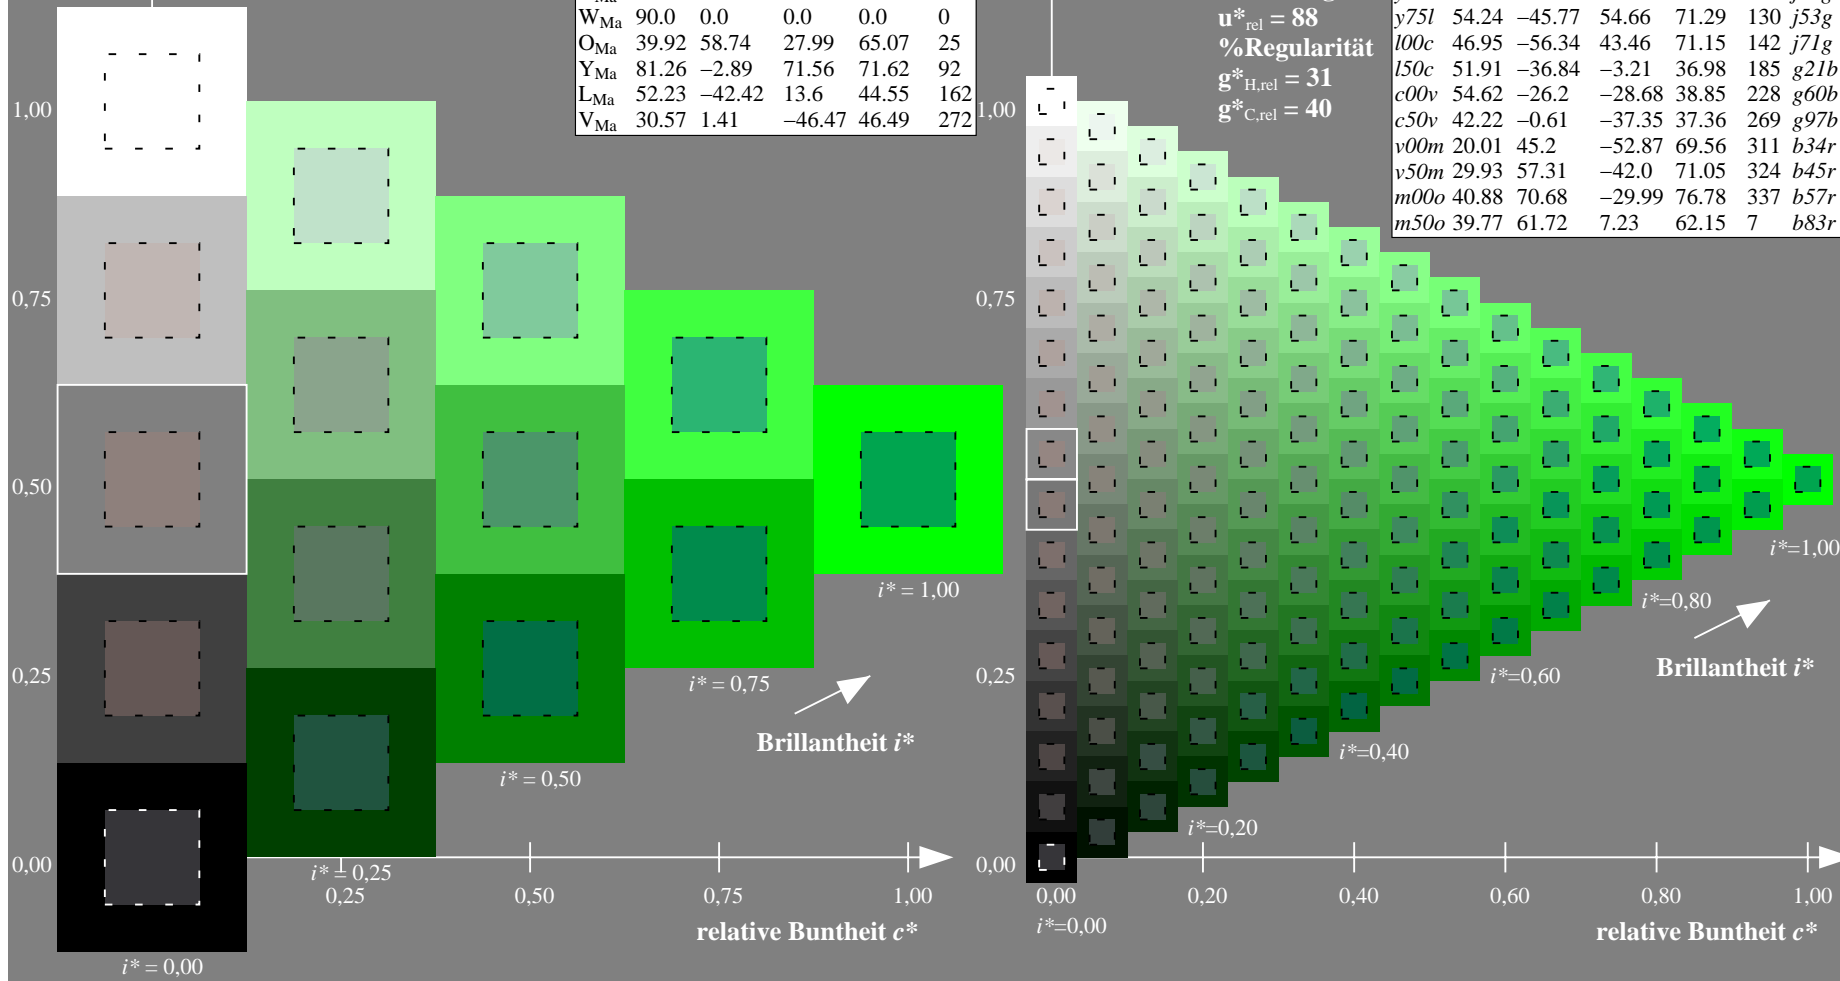 W_Ma 90.0 0.0 0.0 0.0 0
O_Ma 39.92 58.74 27.99 65.07 25
Y_Ma 81.26 −2.89 71.56 71.62 92
L_Ma 52.23 −42.42 13.6 44.55 162
V_Ma 30.57 1.41 −46.47 46.49 272
u*_rel = 88
%Regularität
g*_H,rel = 31
g*_C,rel = 40
y75l 54.24 −45.77 54.66 71.29 130 j53g
l00c 46.95 −56.34 43.46 71.15 142 j71g
l50c 51.91 −36.84 −3.21 36.98 185 g21b
c00v 54.62 −26.2 −28.68 38.85 228 g60b
c50v 42.22 −0.61 −37.35 37.36 269 g97b
v00m 20.01 45.2 −52.87 69.56 311 b34r
v50m 29.93 57.31 −42.0 71.05 324 b45r
m00o 40.88 70.68 −29.99 76.78 337 b57r
m50o 39.77 61.72 7.23 62.15 7 b83r
1,00
0,75
0,50
0,25
0,00
i* = 1,00
i* = 0,75
Brillantheit i*
i* = 0,50
i* = 0,25
0,25 0,50 0,75 1,00
relative Buntheit c*
i* = 0,00
1,00
0,75
0,25
0,00
i*=1,00
i*=0,80
Brillantheit i*
i*=0,60
i*=0,40
i*=0,20
0,00 0,20 0,40 0,60 0,80 1,00
i*=0,00
relative Buntheit c*